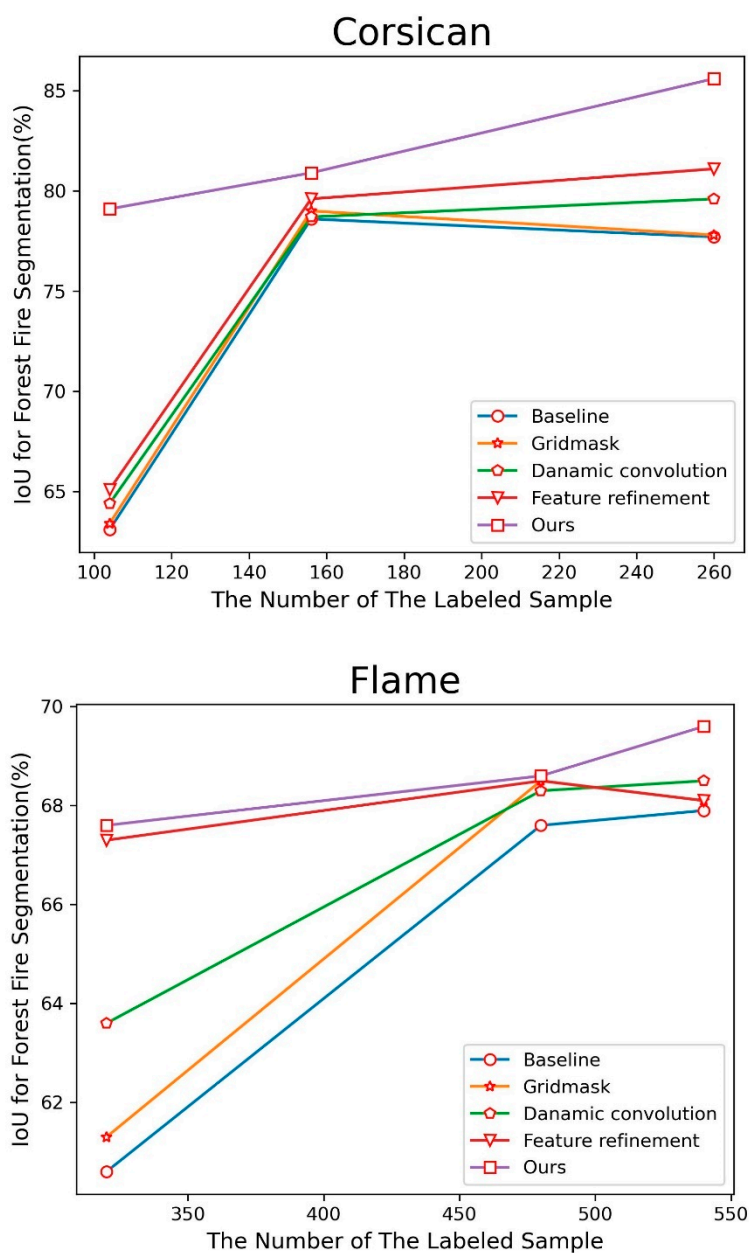 Corsican
IoU for Forest Fire Segmentation(%)
85
80
75
70
65
Baseline
Gridmask
Danamic convolution
Feature refinement
Ours
100 120 140 160 180 200 220 240 260
The Number of The Labeled Sample
Flame
IoU for Forest Fire Segmentation(%)
70
68
66
64
62
Baseline
Gridmask
Danamic convolution
Feature refinement
Ours
350 400 450 500 550
The Number of The Labeled Sample